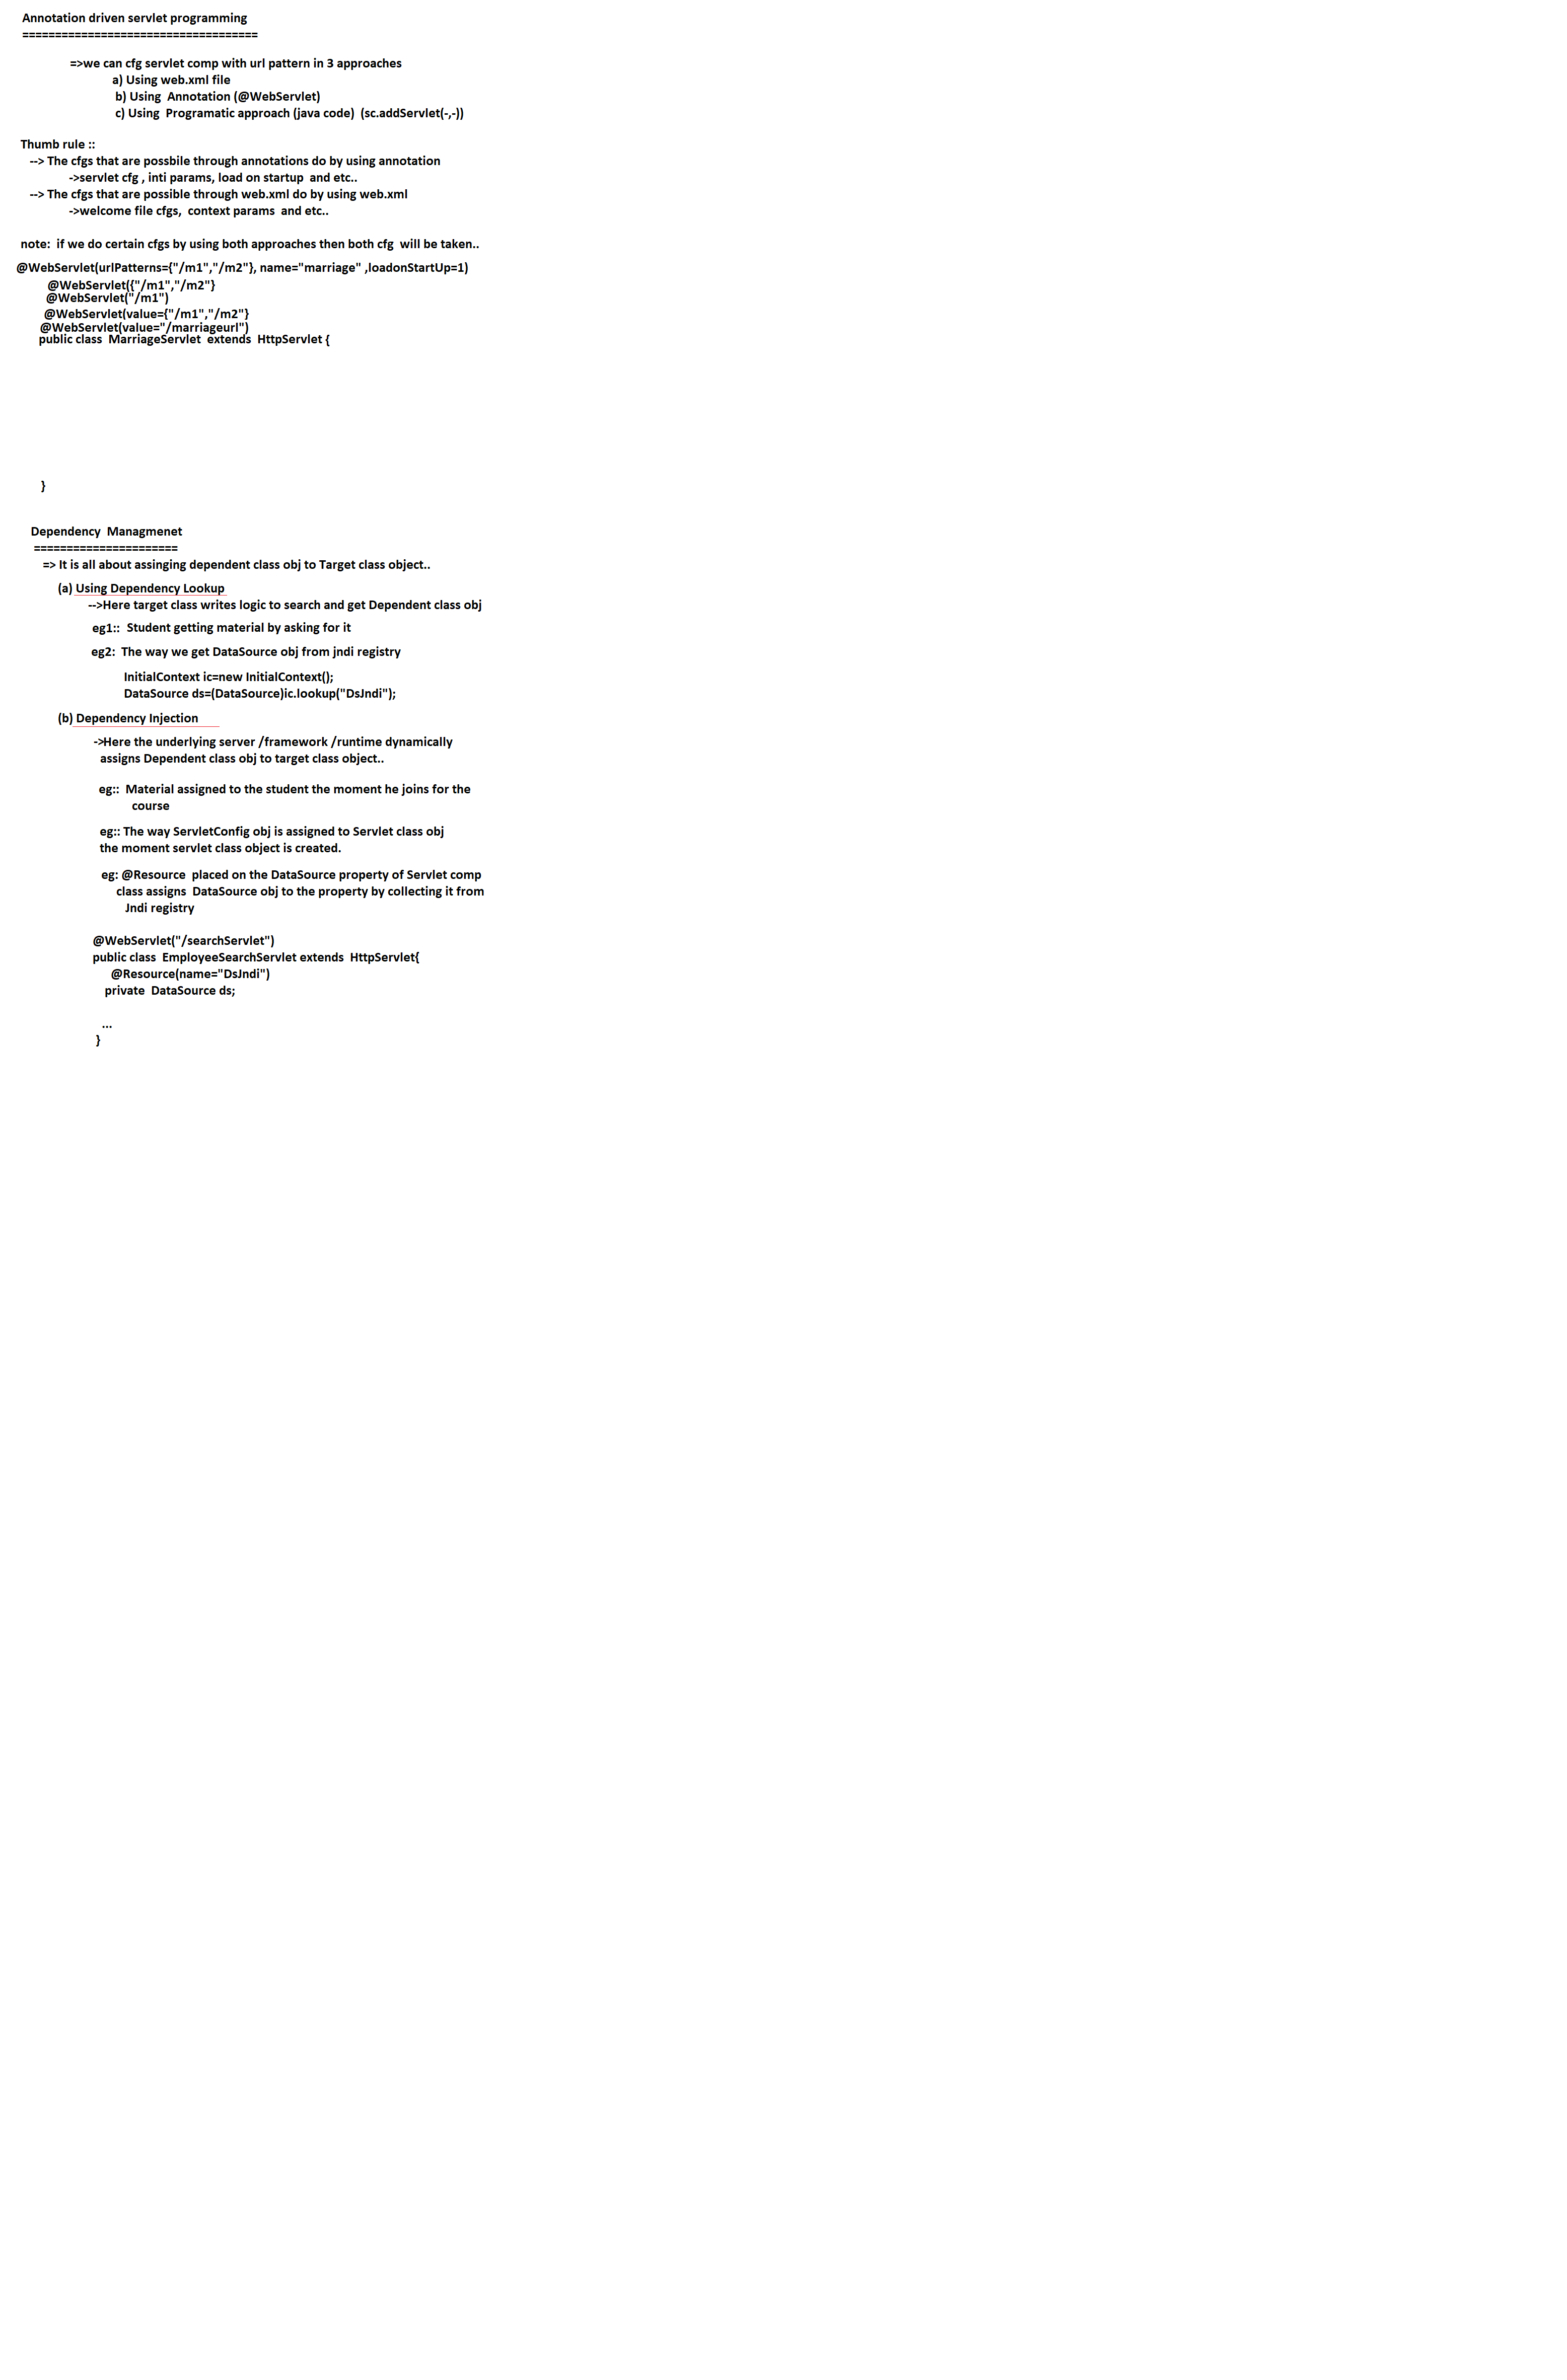 Annotation driven servlet programming
====================================
=>we can cfg servlet comp with url pattern in 3 approaches
a) Using web.xml file
b) Using Annotation (@WebServlet)
c) Using Programatic approach (java code) (sc.addServlet(-,-))
Thumb rule ::
--> The cfgs that are possbile through annotations do by using annotation
->servlet cfg , inti params, load on startup and etc..
--> The cfgs that are possible through web.xml do by using web.xml
->welcome file cfgs, context params and etc..
note: if we do certain cfgs by using both approaches then both cfg will be taken..
@WebServlet(urlPatterns={"/m1","/m2"}, name="marriage" ,loadonStartUp=1)
@WebServlet({"/m1","/m2"}
@WebServlet("/m1")
@WebServlet(value={"/m1","/m2"}
@WebServlet(value="/marriageurl")
public class MarriageServlet extends HttpServlet {
}
Dependency Managmenet
======================
=> It is all about assinging dependent class obj to Target class object..
(a) Using Dependency Lookup
-->Here target class writes logic to search and get Dependent class obj
eg1:: Student getting material by asking for it
eg2: The way we get DataSource obj from jndi registry
InitialContext ic=new InitialContext();
DataSource ds=(DataSource)ic.lookup("DsJndi");
(b) Dependency Injection
->Here the underlying server /framework /runtime dynamically
assigns Dependent class obj to target class object..
eg:: Material assigned to the student the moment he joins for the
course
eg:: The way ServletConfig obj is assigned to Servlet class obj
the moment servlet class object is created.
eg: @Resource placed on the DataSource property of Servlet comp
class assigns DataSource obj to the property by collecting it from
Jndi registry
@WebServlet("/searchServlet")
public class EmployeeSearchServlet extends HttpServlet{
@Resource(name="DsJndi")
private DataSource ds;
...
}